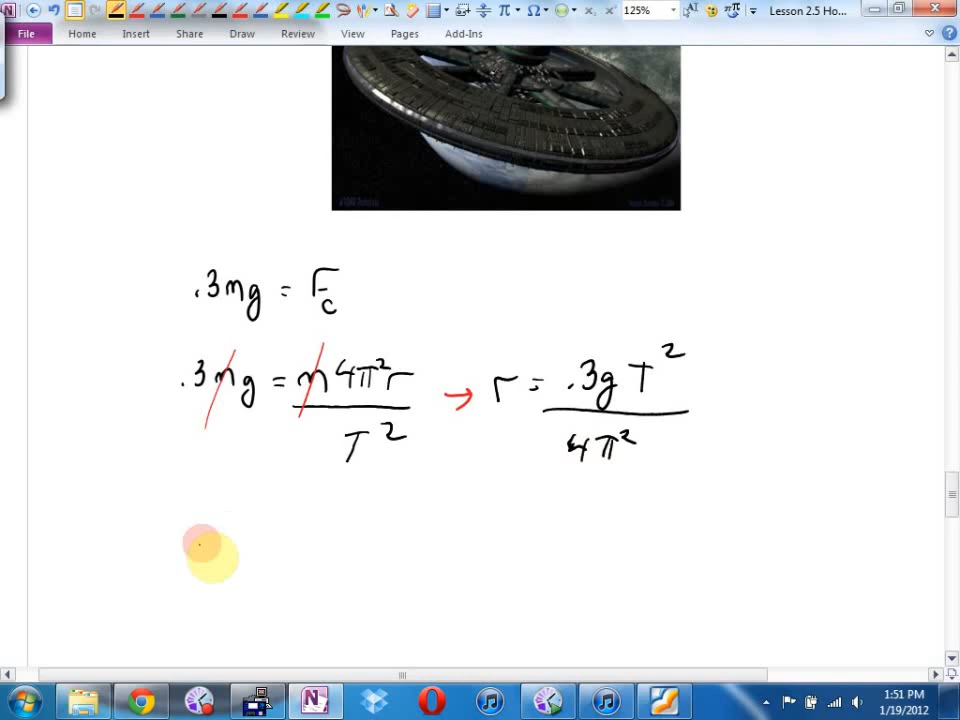 125% Lesson 2.5 Ho...
File Home Insert Share Draw Review View Pages Add-Ins
.3mg = Fc
.3mg = m4π²r / T² → r = .3gT² / 4π²
1:51 PM
1/19/2012